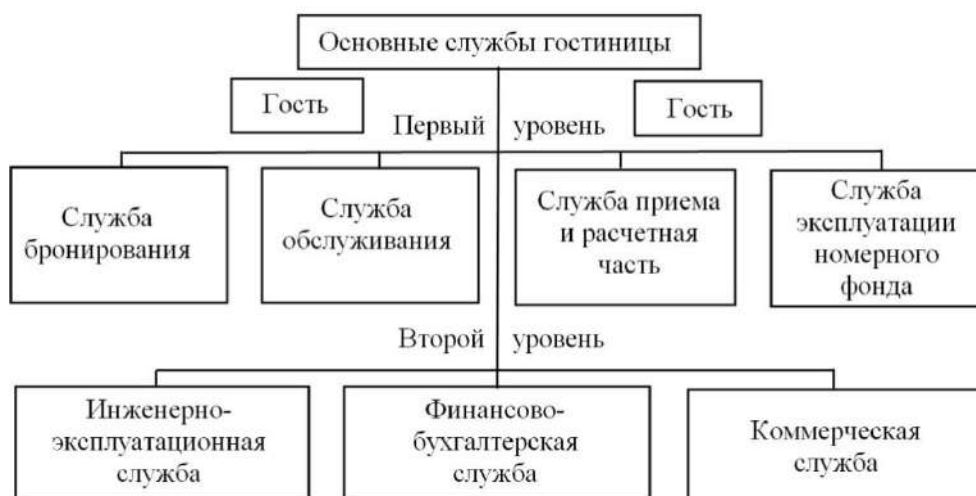 Основные службы гостиницы
Гость
Гость
Первый уровень
Служба
бронирования
Служба
обслуживания
Служба приема
и расчетная
часть
Служба
эксплуатации
номерного
фонда
Второй уровень
Инженерно-
эксплуатационная
служба
Финансово-
бухгалтерская
служба
Коммерческая
служба